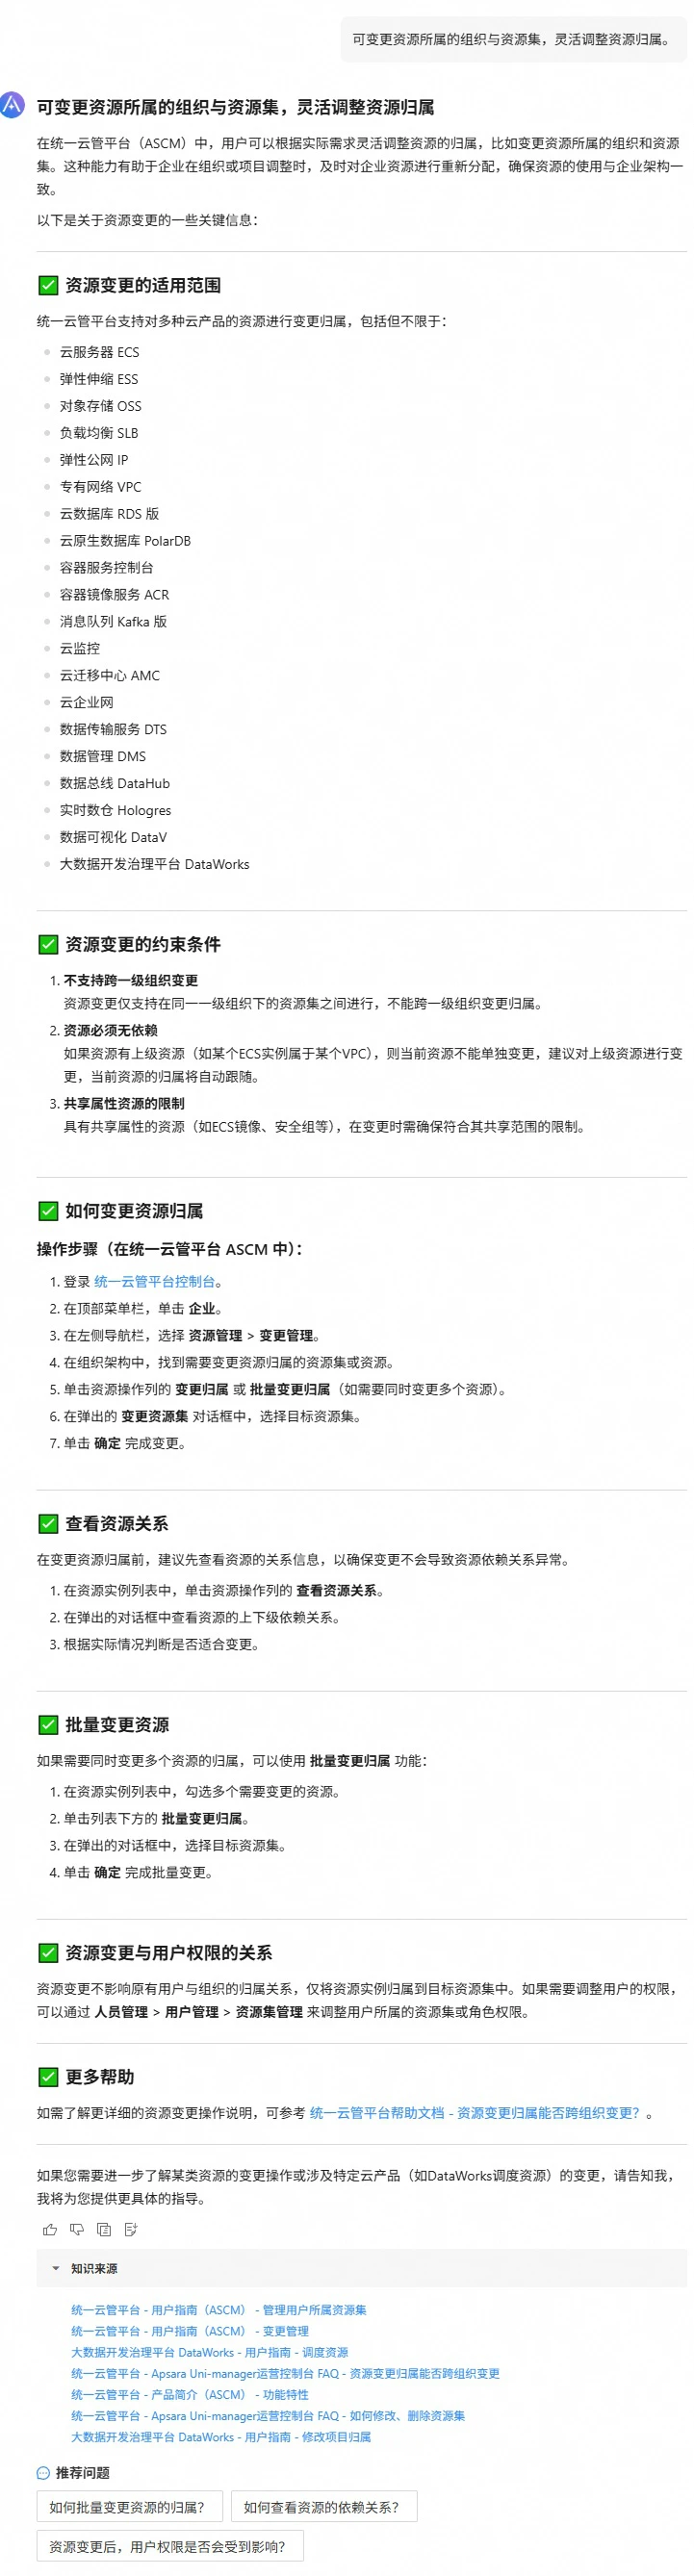 可变更资源所属的组织与资源集，灵活调整资源归属。
可变更资源所属的组织与资源集，灵活调整资源归属
在统一云管平台（ASCM）中，用户可以根据实际需求灵活调整资源的归属，比如变更资源所属的组织和资源
集。这种能力有助于企业在组织或项目调整时，及时对企业资源进行重新分配，确保资源的使用与企业架构一
致。
以下是关于资源变更的一些关键信息：
✅ 资源变更的适用范围
统一云管平台支持对多种云产品的资源进行变更归属，包括但不限于：
云服务器 ECS
弹性伸缩 ESS
对象存储 OSS
负载均衡 SLB
弹性公网 IP
专有网络 VPC
云数据库 RDS 版
云原生数据库 PolarDB
容器服务控制台
容器镜像服务 ACR
消息队列 Kafka 版
云监控
云迁移中心 AMC
云企业网
数据传输服务 DTS
数据管理 DMS
数据总线 DataHub
实时数仓 Hologres
数据可视化 DataV
大数据开发治理平台 DataWorks
✅ 资源变更的约束条件
1. 不支持跨一级组织变更
资源变更仅支持在同一一级组织下的资源集之间进行，不能跨一级组织变更归属。
2. 资源必须无依赖
如果资源有上级资源（如某个ECS实例属于某个VPC），则当前资源不能单独变更，建议对上级资源进行变
更，当前资源的归属将自动跟随。
3. 共享属性资源的限制
具有共享属性的资源（如ECS镜像、安全组等），在变更时需确保符合其共享范围的限制。
✅ 如何变更资源归属
操作步骤（在统一云管平台 ASCM 中）：
1. 登录 统一云管平台控制台。
2. 在顶部菜单栏，单击 企业。
3. 在左侧导航栏，选择 资源管理 > 变更管理。
4. 在组织架构中，找到需要变更资源归属的资源集或资源。
5. 单击资源操作列的 变更归属 或 批量变更归属（如需要同时变更多个资源）。
6. 在弹出的 变更资源集 对话框中，选择目标资源集。
7. 单击 确定 完成变更。
✅ 查看资源关系
在变更资源归属前，建议先查看资源的关系信息，以确保变更不会导致资源依赖关系异常。
1. 在资源实例列表中，单击资源操作列的 查看资源关系。
2. 在弹出的对话框中查看资源的上下级依赖关系。
3. 根据实际情况判断是否适合变更。
✅ 批量变更资源
如果需要同时变更多个资源的归属，可以使用 批量变更归属 功能：
1. 在资源实例列表中，勾选多个需要变更的资源。
2. 单击列表下方的 批量变更归属。
3. 在弹出的对话框中，选择目标资源集。
4. 单击 确定 完成批量变更。
✅ 资源变更与用户权限的关系
资源变更不影响原有用户与组织的归属关系，仅将资源实例归属到目标资源集中。如果需要调整用户的权限，
可以通过 人员管理 > 用户管理 > 资源集管理 来调整用户所属的资源集或角色权限。
✅ 更多帮助
如需了解更详细的资源变更操作说明，可参考 统一云管平台帮助文档 - 资源变更归属能否跨组织变更？。
如果您需要进一步了解某类资源的变更操作或涉及特定云产品（如DataWorks调度资源）的变更，请告知我，
我将为您提供更具体的指导。
知识来源
统一云管平台 - 用户指南（ASCM） - 管理用户所属资源集
统一云管平台 - 用户指南（ASCM） - 变更管理
大数据开发治理平台 DataWorks - 用户指南 - 调度资源
统一云管平台 - Apsara Uni-manager运营控制台 FAQ - 资源变更归属能否跨组织变更
统一云管平台 - 产品简介（ASCM） - 功能特性
统一云管平台 - Apsara Uni-manager运营控制台 FAQ - 如何修改、删除资源集
大数据开发治理平台 DataWorks - 用户指南 - 修改项目归属
推荐问题
如何批量变更资源的归属？
如何查看资源的依赖关系？
资源变更后，用户权限是否会受到影响？